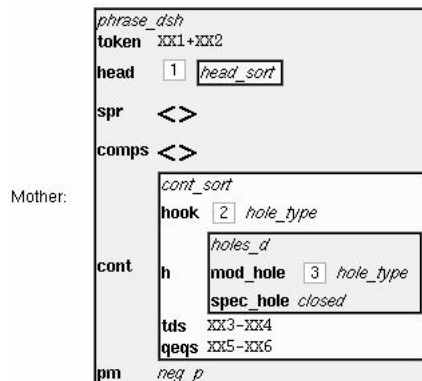 phrase_dsh
token XX1+XX2
head 1 head_sort
spr <>
comps <>
cont_sort
Mother:
hook 2 hole_type
holes_d
cont h mod_hole 3 hole_type
spec_hole closed
tds XX3-XX4
qeqs XX5-XX6
pm neg_p